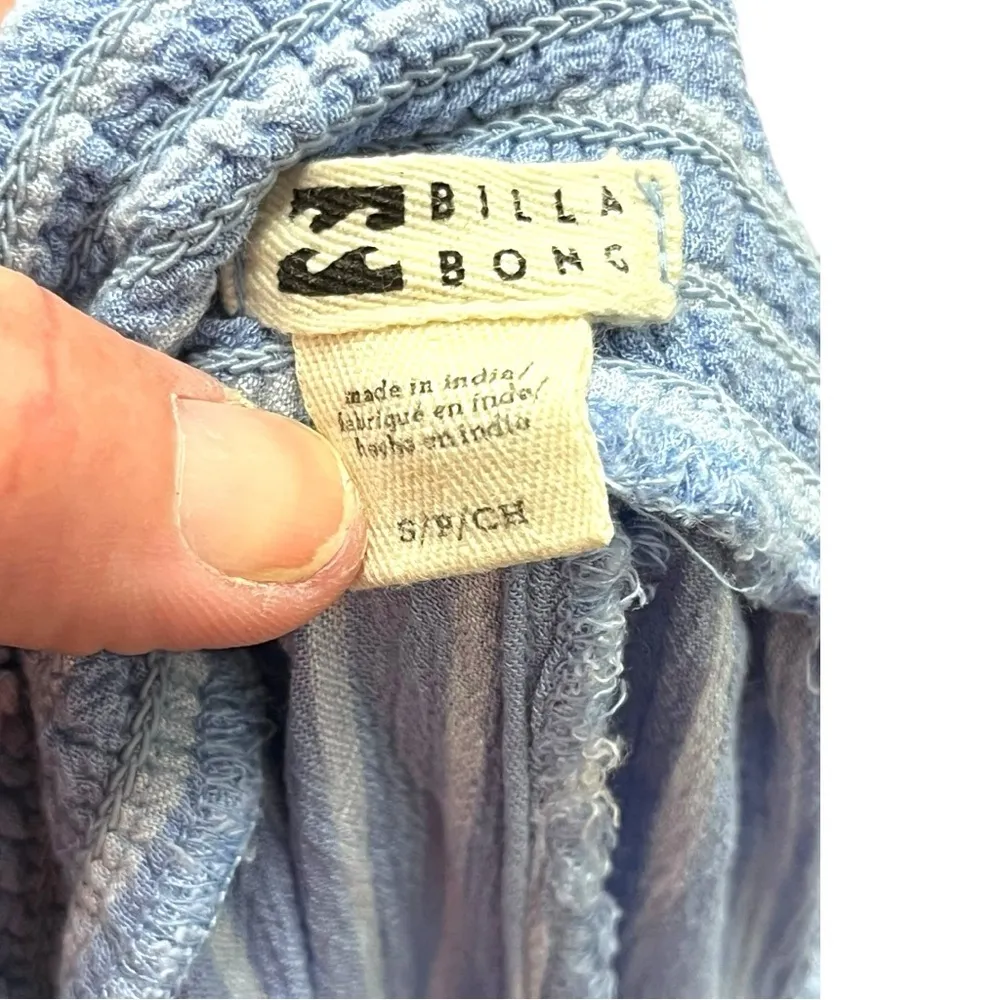 BILLA
BONG
made in india/
fabriqué en inde/
hecho en india
S/P/CH